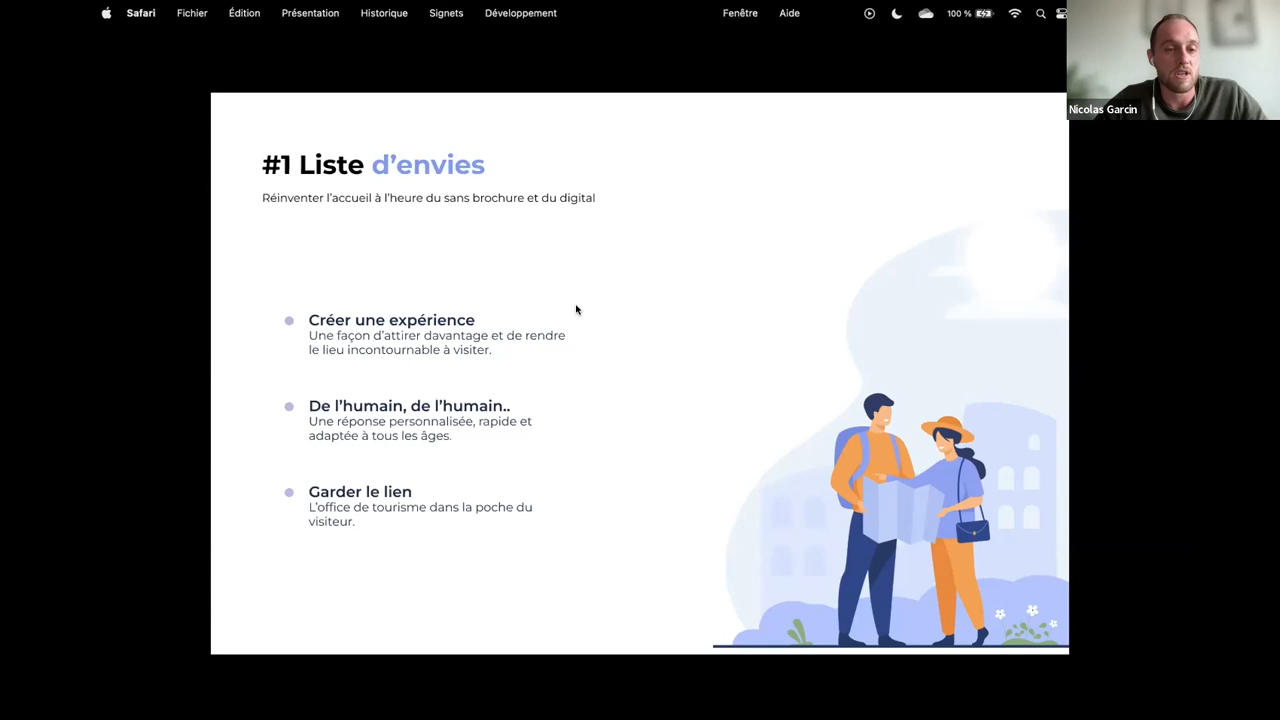 Safari Fichier Édition Présentation Historique Signets Développement Fenêtre Aide 100 %
Nicolas Garcin
#1 Liste d’envies
Réinventer l’accueil à l’heure du sans brochure et du digital
Créer une expérience
Une façon d’attirer davantage et de rendre
le lieu incontournable à visiter.
De l’humain, de l’humain..
Une réponse personnalisée, rapide et
adaptée à tous les âges.
Garder le lien
L’office de tourisme dans la poche du
visiteur.